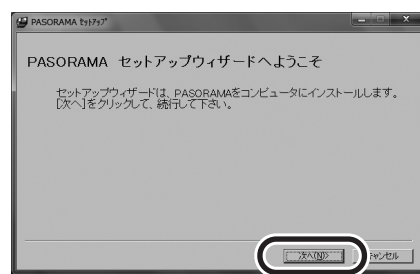 PASORAMA セットアップ
PASORAMA セットアップウィザードへようこそ
セットアップウィザードは、PASORAMAをコンピュータにインストールします。
[次へ]をクリックして、続行して下さい。
次へ(N)>
キャンセル